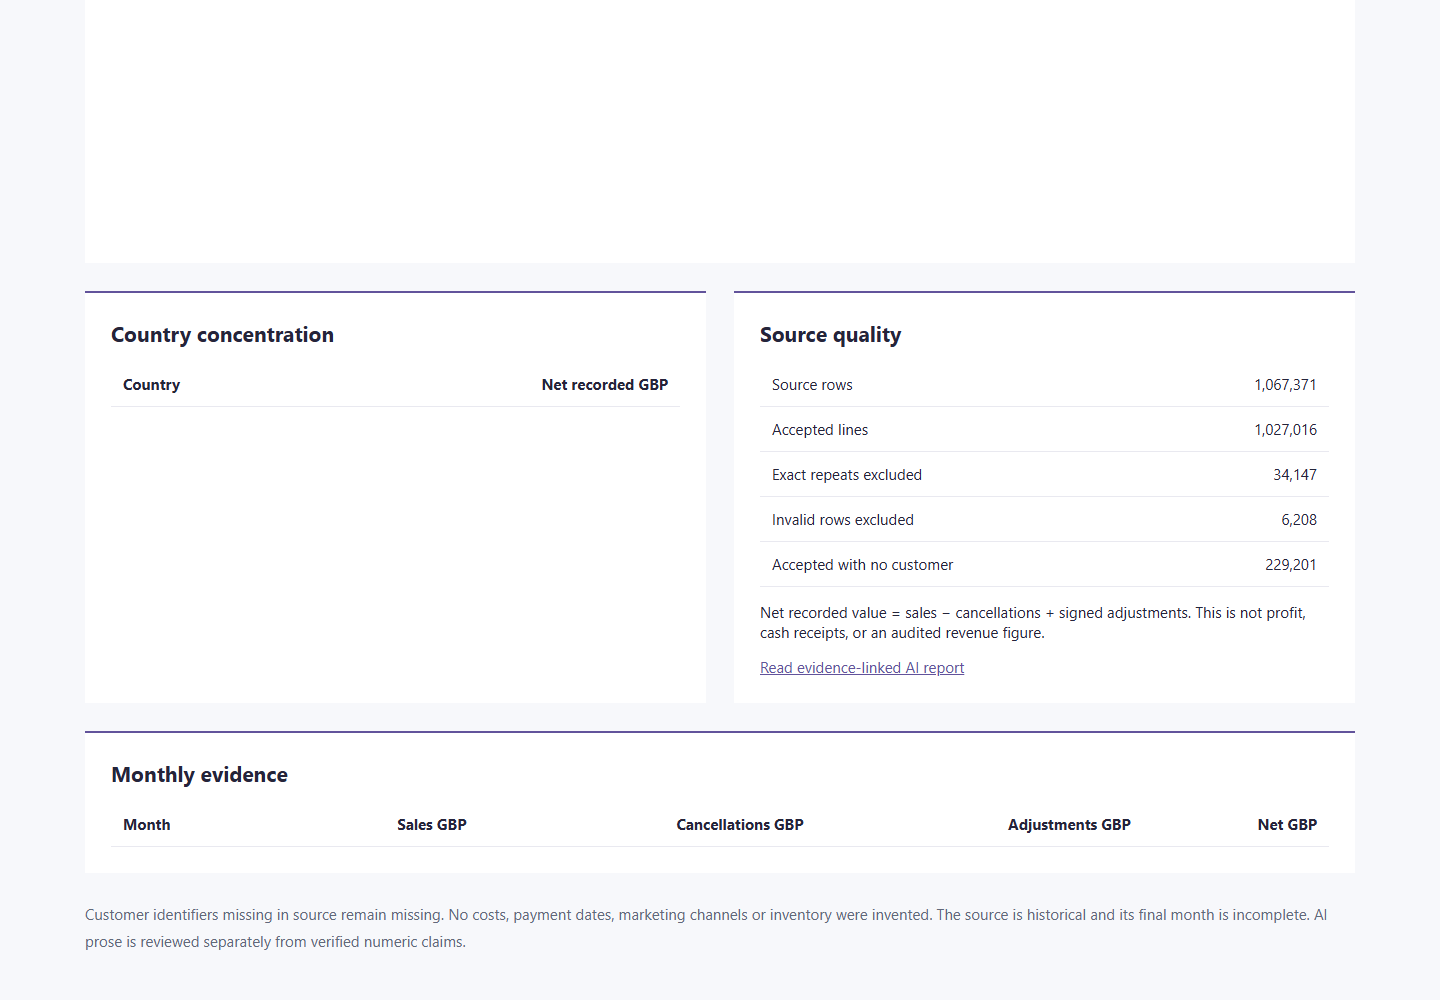 Country concentration
Country Net recorded GBP
Source quality
Source rows 1,067,371
Accepted lines 1,027,016
Exact repeats excluded 34,147
Invalid rows excluded 6,208
Accepted with no customer 229,201
Net recorded value = sales − cancellations + signed adjustments. This is not profit,
cash receipts, or an audited revenue figure.
Read evidence-linked AI report
Monthly evidence
Month Sales GBP Cancellations GBP Adjustments GBP Net GBP
Customer identifiers missing in source remain missing. No costs, payment dates, marketing channels or inventory were invented. The source is historical and its final month is incomplete. AI
prose is reviewed separately from verified numeric claims.